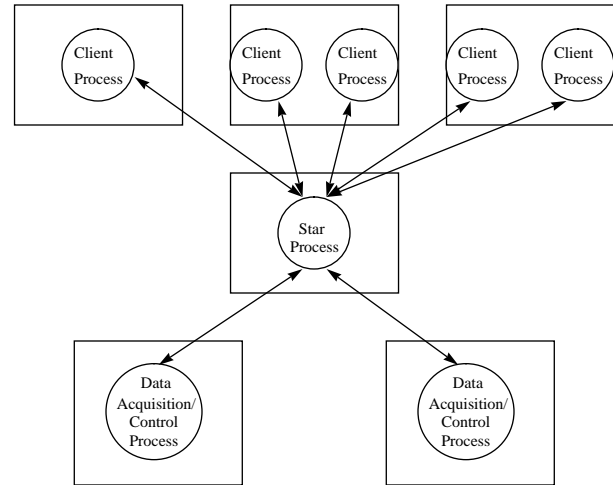 Client
Process
Client
Process
Client
Process
Client
Process
Client
Process
Star
Process
Data
Acquisition/
Control
Process
Data
Acquisition/
Control
Process